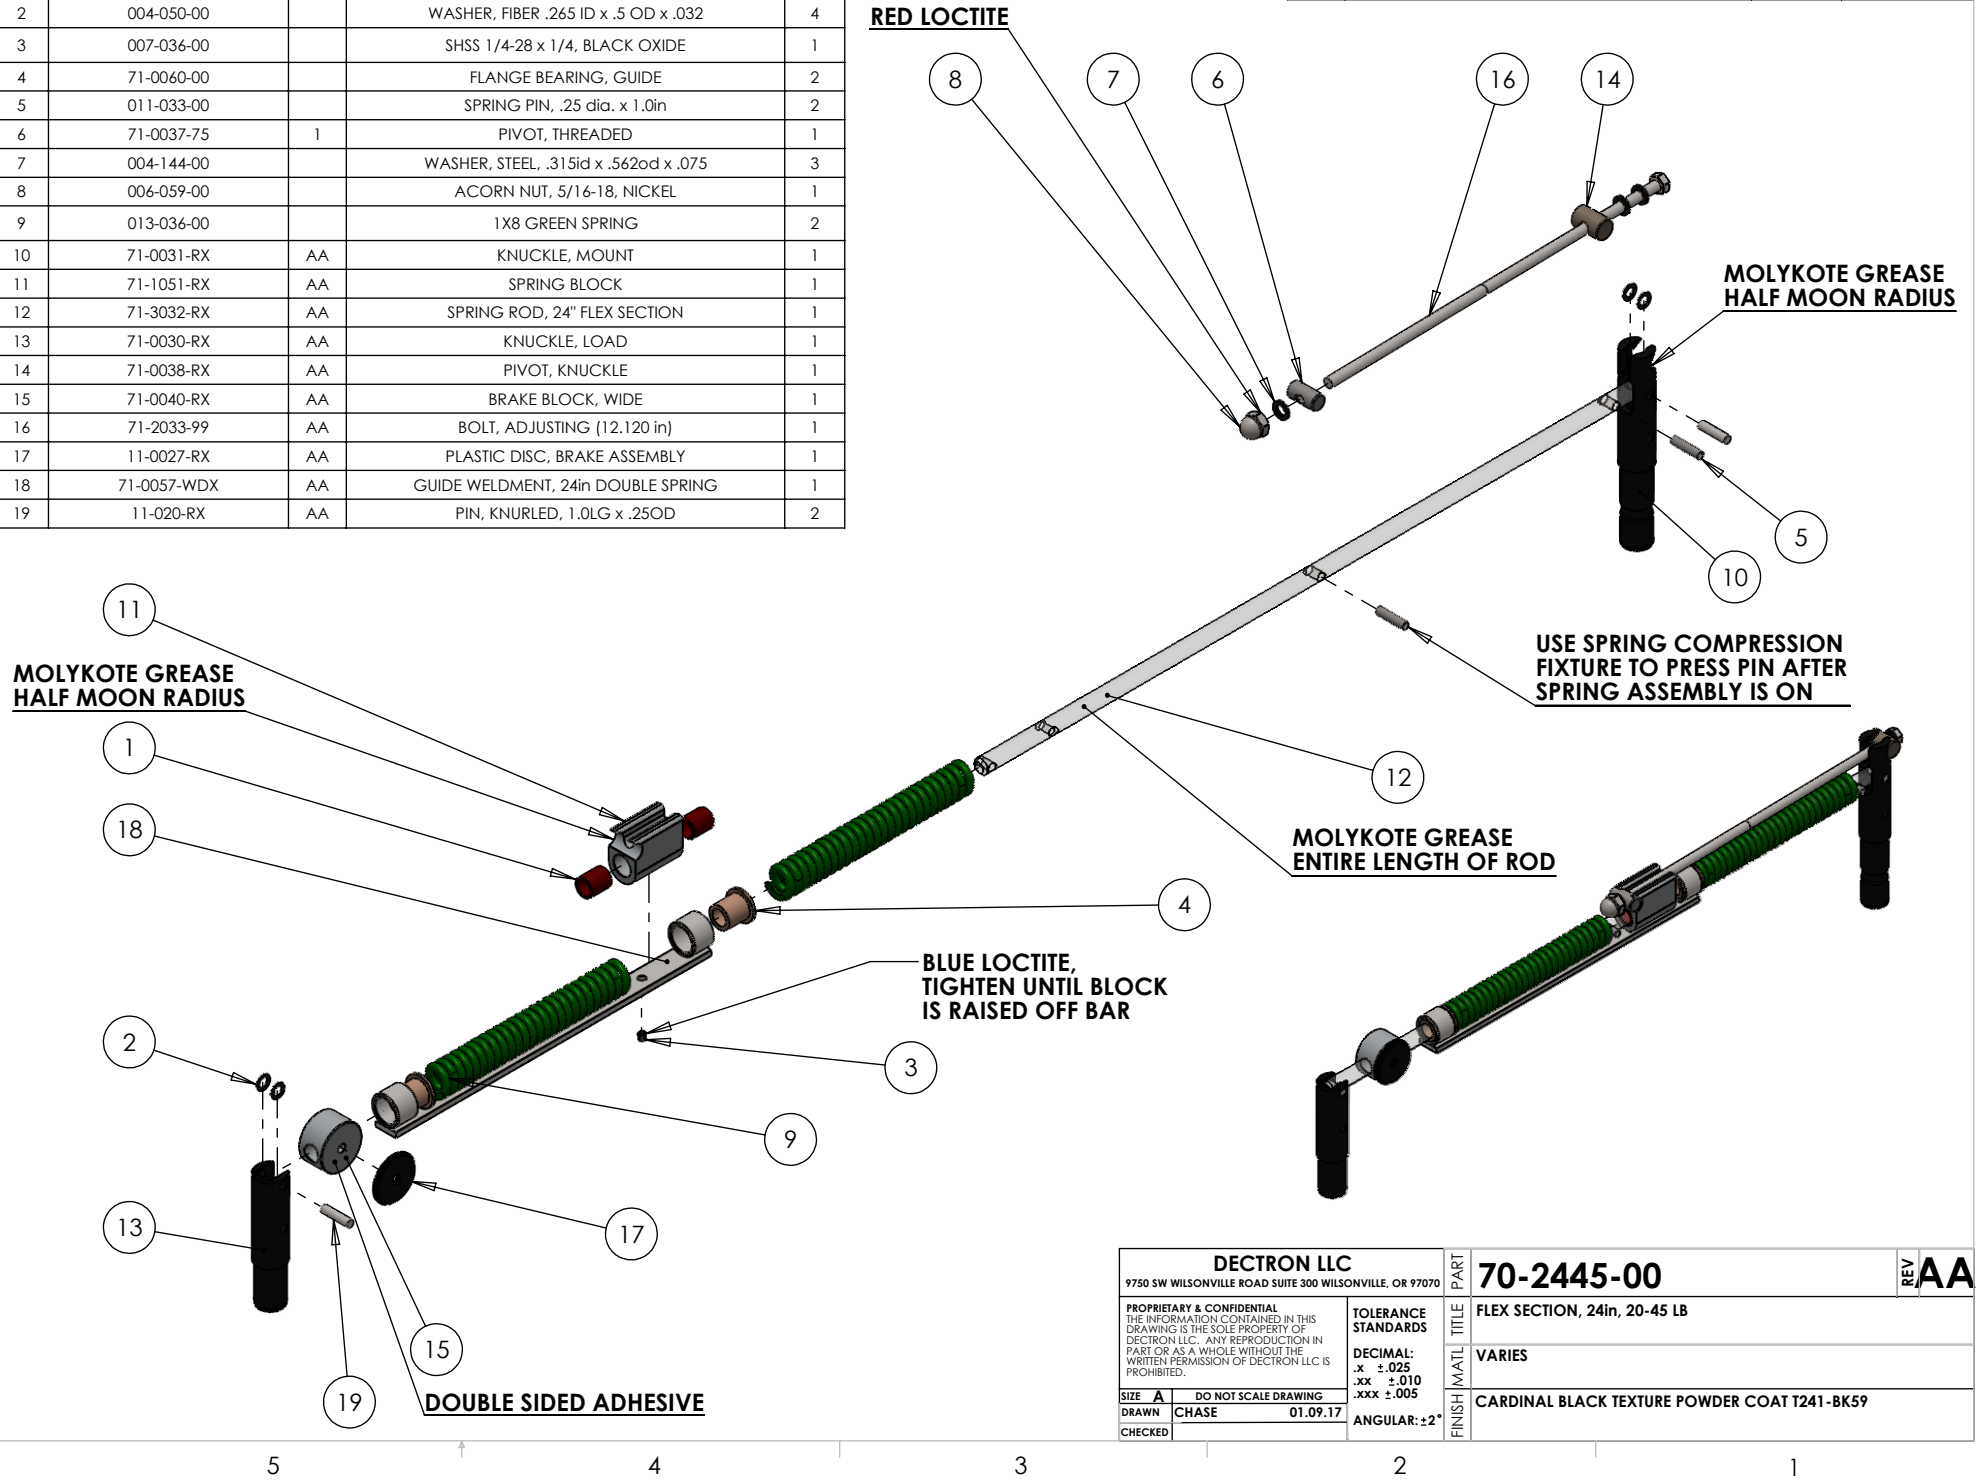 2 004-050-00 WASHER, FIBER .265 ID x .5 OD x .032 4
3 007-036-00 SHSS 1/4-28 x 1/4, BLACK OXIDE 1
4 71-0060-00 FLANGE BEARING, GUIDE 2
5 011-033-00 SPRING PIN, .25 dia. x 1.0in 2
6 71-0037-75 1 PIVOT, THREADED 1
7 004-144-00 WASHER, STEEL, .315id x .562od x .075 3
8 006-059-00 ACORN NUT, 5/16-18, NICKEL 1
9 013-036-00 1X8 GREEN SPRING 2
10 71-0031-RX AA KNUCKLE, MOUNT 1
11 71-1051-RX AA SPRING BLOCK 1
12 71-3032-RX AA SPRING ROD, 24" FLEX SECTION 1
13 71-0030-RX AA KNUCKLE, LOAD 1
14 71-0038-RX AA PIVOT, KNUCKLE 1
15 71-0040-RX AA BRAKE BLOCK, WIDE 1
16 71-2033-99 AA BOLT, ADJUSTING (12.120 in) 1
17 11-0027-RX AA PLASTIC DISC, BRAKE ASSEMBLY 1
18 71-0057-WDX AA GUIDE WELDMENT, 24in DOUBLE SPRING 1
19 11-020-RX AA PIN, KNURLED, 1.0LG x .25OD 2
RED LOCTITE
8
7
6
16
14
MOLYKOTE GREASE
HALF MOON RADIUS
5
10
11
USE SPRING COMPRESSION
FIXTURE TO PRESS PIN AFTER
SPRING ASSEMBLY IS ON
MOLYKOTE GREASE
HALF MOON RADIUS
1
12
18
MOLYKOTE GREASE
ENTIRE LENGTH OF ROD
4
BLUE LOCTITE,
TIGHTEN UNTIL BLOCK
IS RAISED OFF BAR
2
3
9
13
17
15
19
DOUBLE SIDED ADHESIVE
DECTRON LLC
9750 SW WILSONVILLE ROAD SUITE 300 WILSONVILLE, OR 97070
PROPRIETARY & CONFIDENTIAL
THE INFORMATION CONTAINED IN THIS
DRAWING IS THE SOLE PROPERTY OF
DECTRON LLC. ANY REPRODUCTION IN
PART OR AS A WHOLE WITHOUT THE
WRITTEN PERMISSION OF DECTRON LLC IS
PROHIBITED.
SIZE A DO NOT SCALE DRAWING
DRAWN CHASE 01.09.17
CHECKED
TOLERANCE
STANDARDS
DECIMAL:
.x ±.025
.xx ±.010
.xxx ±.005
ANGULAR: ±2°
PART 70-2445-00 REV AA
TITLE FLEX SECTION, 24in, 20-45 LB
MATL VARIES
FINISH CARDINAL BLACK TEXTURE POWDER COAT T241-BK59
5 4 3 2 1